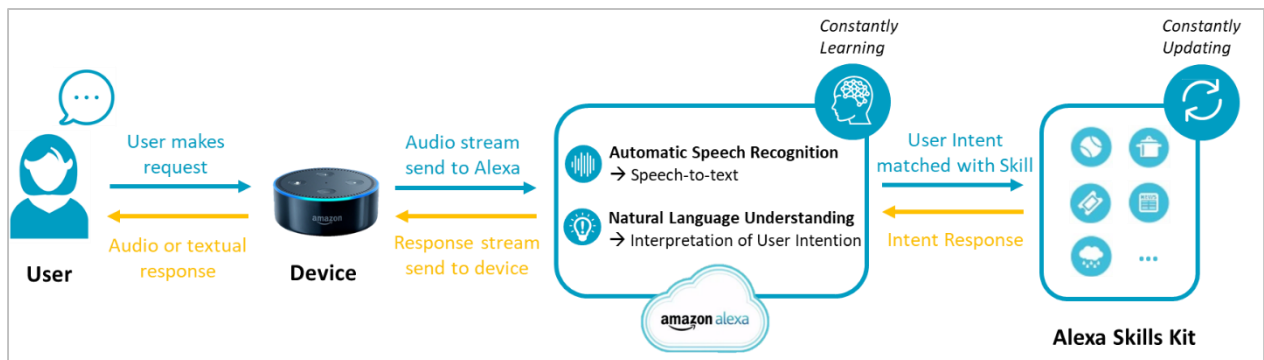 Constantly
Learning
Constantly
Updating
User makes
request
Audio or textual
response
User
amazon
Device
Audio stream
send to Alexa
Response stream
send to device
Automatic Speech Recognition
→ Speech-to-text
Natural Language Understanding
→ Interpretation of User Intention
amazon alexa
User Intent
matched with Skill
Intent Response
...
Alexa Skills Kit